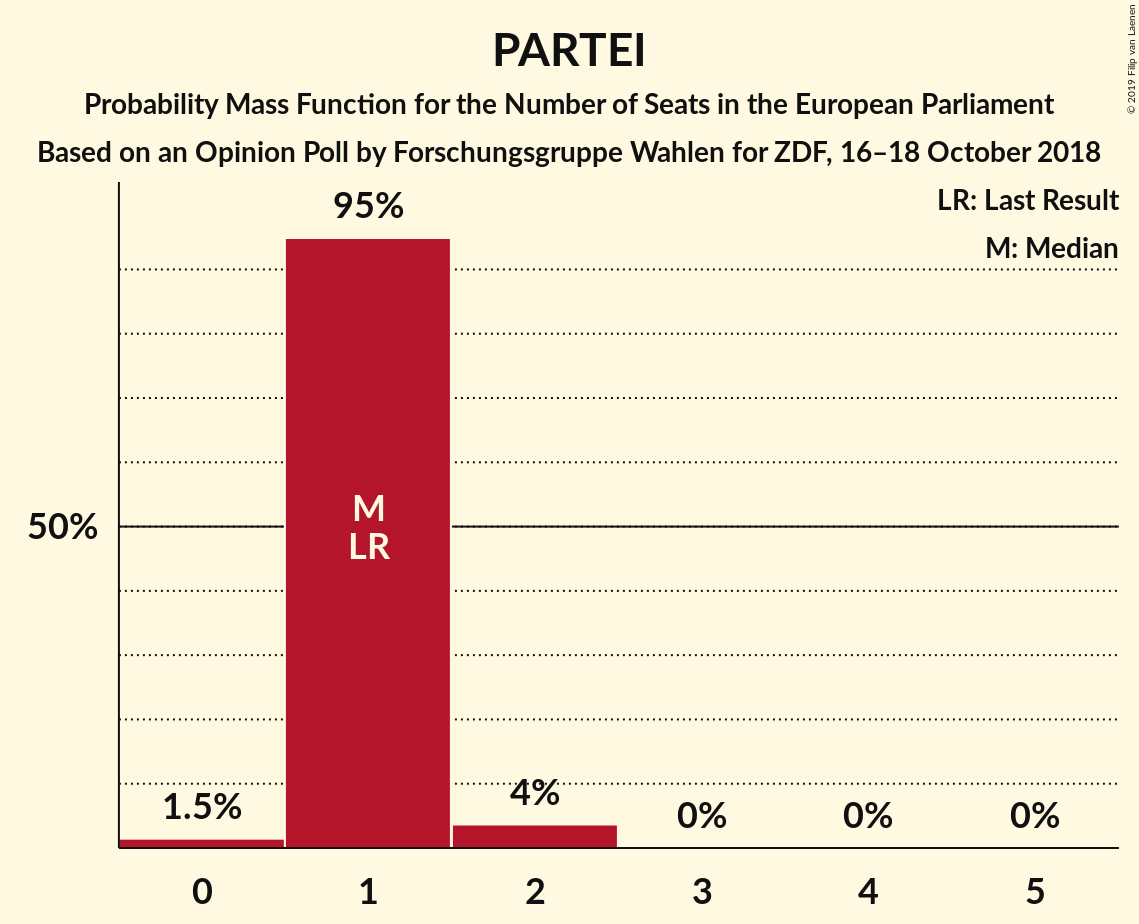 PARTEI
Probability Mass Function for the Number of Seats in the European Parliament
Based on an Opinion Poll by Forschungsgruppe Wahlen for ZDF, 16–18 October 2018
© 2019 Filip van Laenen
LR: Last Result
M: Median
95%
M
LR
50%
1.5%
4%
0%
0%
0%
0
1
2
3
4
5